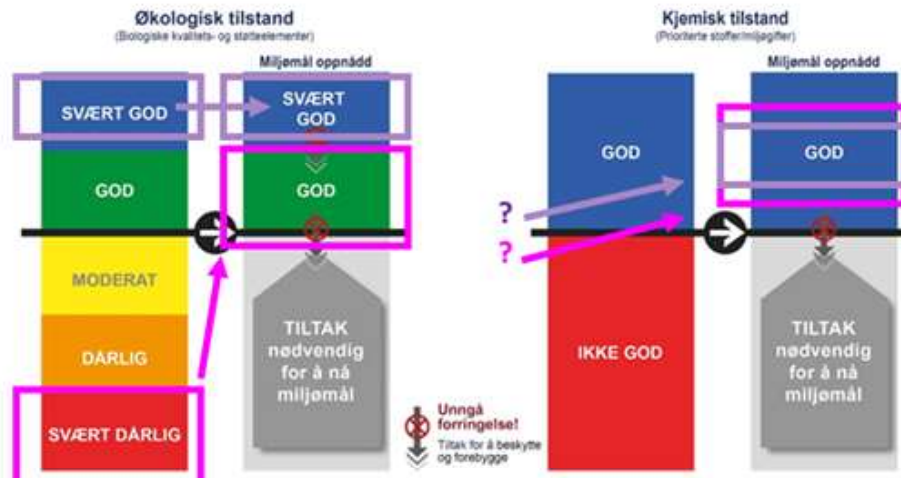 Økologisk tilstand
(Biologiske kvalitets- og støtteelementer)
Miljømål oppnådd
SVÆRT GOD
SVÆRT
GOD
GOD
GOD
MODERAT
DÅRLIG
SVÆRT DÅRLIG
TILTAK
nødvendig
for å nå
miljømål
Unngå
forringelse!
Tiltak for å beskytte
og forebygge
Kjemisk tilstand
(Prioriterte stoffer/miljøgifter)
Miljømål oppnådd
GOD
GOD
?
?
IKKE GOD
TILTAK
nødvendig
for å nå
miljømål